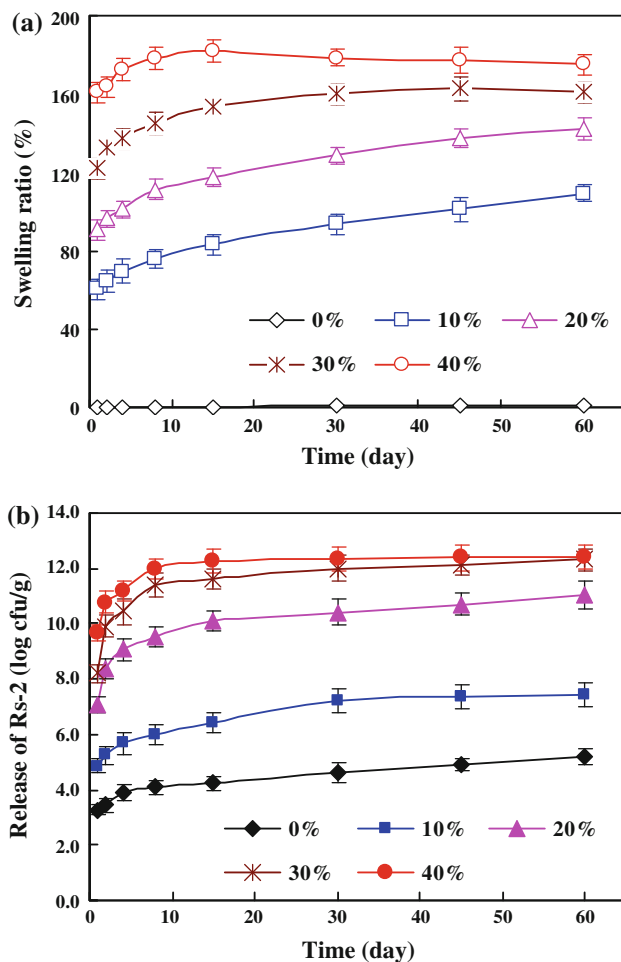 (a)
200
160
120
80
40
0
Swelling ratio (%)
0% 10% 20%
30% 40%
0 10 20 30 40 50 60
Time (day)
(b)
14.0
12.0
10.0
8.0
6.0
4.0
2.0
0.0
Release of Rs-2 (log cfu/g)
0% 10% 20%
30% 40%
0 10 20 30 40 50 60
Time (day)